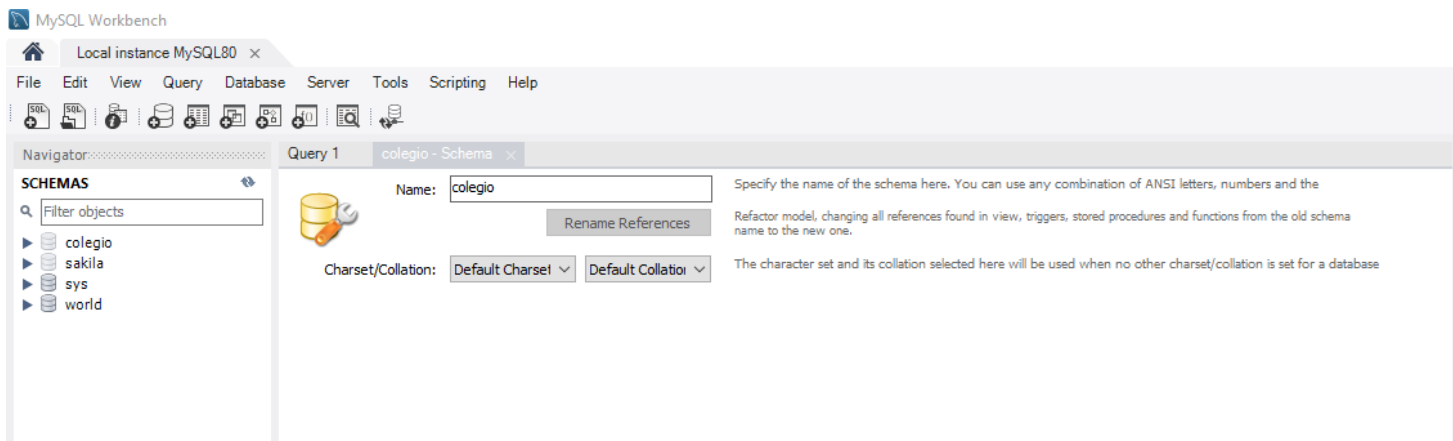 MySQL Workbench
Local instance MySQL80 ×
File Edit View Query Database Server Tools Scripting Help
Navigator
Query 1 colegio - Schema ×
SCHEMAS
Filter objects
colegio
sakila
sys
world
Name: colegio
Specify the name of the schema here. You can use any combination of ANSI letters, numbers and the
Rename References
Refactor model, changing all references found in view, triggers, stored procedures and functions from the old schema
name to the new one.
Charset/Collation: Default Charset Default Collation
The character set and its collation selected here will be used when no other charset/collation is set for a database